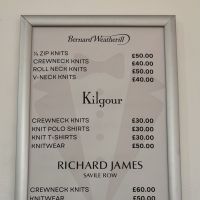 Bernard Weatherill
¼ ZIP KNITS £50.00
CREWNECK KNITS £40.00
ROLL NECK KNITS £50.00
V-NECK KNITS £40.00
Kilgour
CREWNECK KNITS £30.00
KNIT POLO SHIRTS £30.00
KNIT T-SHIRTS £30.00
KNITWEAR £50.00
RICHARD JAMES
SAVILE ROW
CREWNECK KNITS £60.00
KNITWEAR £50.00